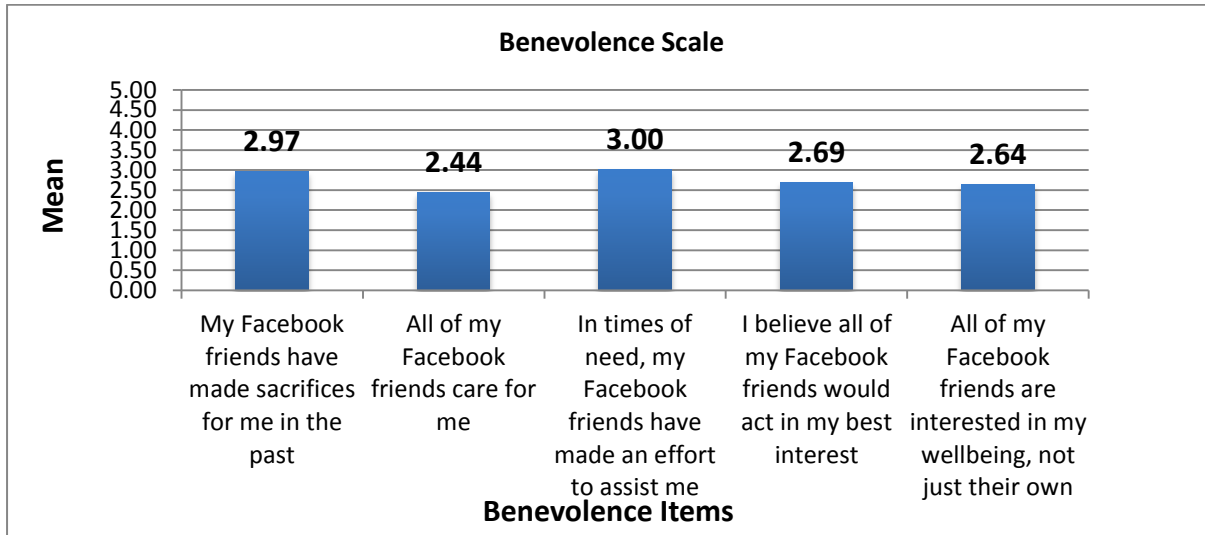 Benevolence Scale
Mean
5.00
4.50
4.00
3.50
3.00
2.50
2.00
1.50
1.00
0.50
0.00
2.97
2.44
3.00
2.69
2.64
My Facebook
friends have
made sacrifices
for me in the
past
All of my
Facebook
friends care for
me
In times of
need, my
Facebook
friends have
made an effort
to assist me
I believe all of
my Facebook
friends would
act in my best
interest
All of my
Facebook
friends are
interested in my
wellbeing, not
just their own
Benevolence Items